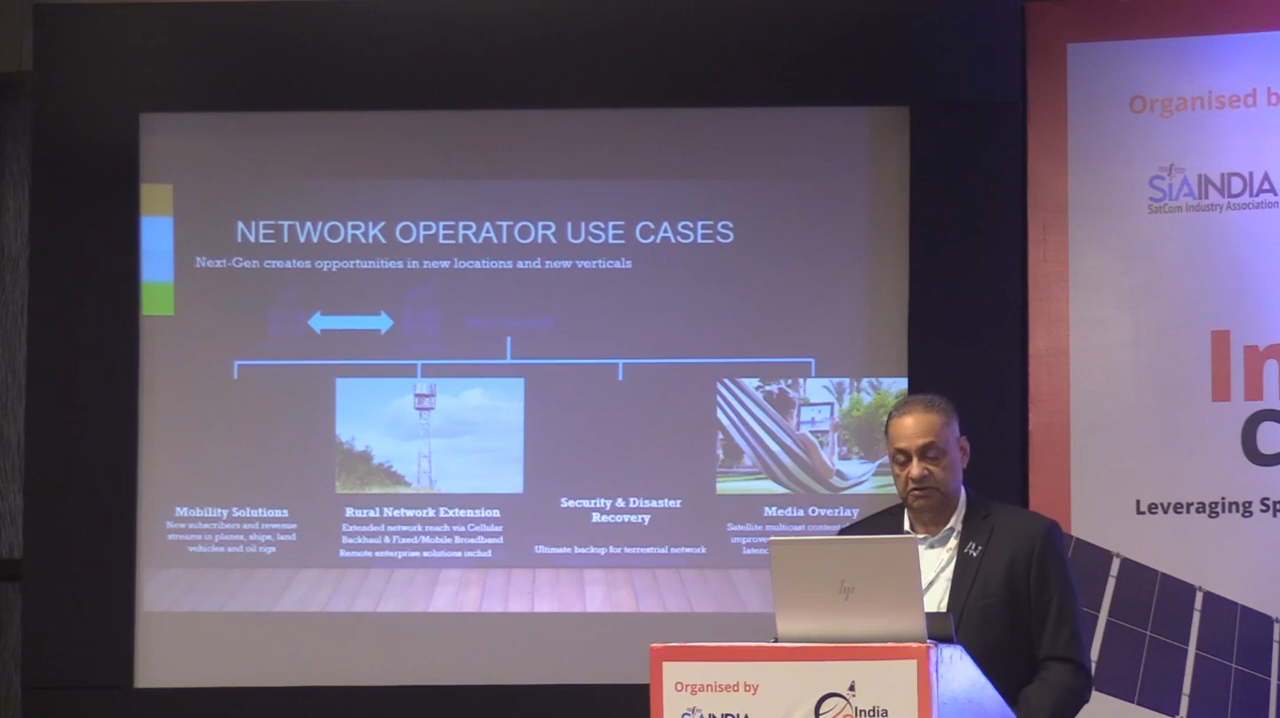 NETWORK OPERATOR USE CASES
Next-Gen creates opportunities in new locations and new verticals
Mobility Solutions
New subscribers and revenue
streams in planes, ships, land
vehicles and oil rigs
Rural Network Extension
Extended network reach via Cellular
Backhaul & Fixed/Mobile Broadband
Remote enterprise solutions includ
Security & Disaster
Recovery
Ultimate backup for terrestrial network
Media Overlay
Satellite multicast content
hp
Organised by
SIAINDIA
India
Organised b
SIAINDIA
SatCom Industry Association
In
C
Leveraging Sp